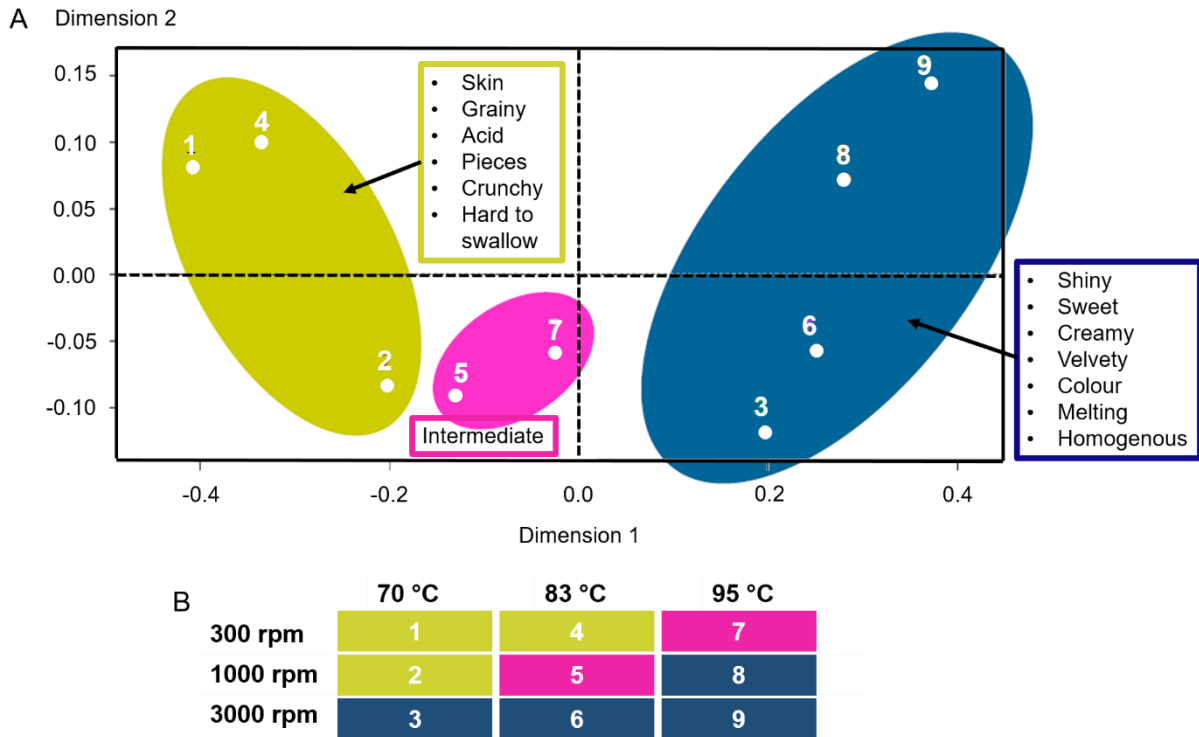 A
Dimension 2
0.15
0.10
0.05
0.00
-0.05
-0.10
1
4
2
5
7
9
8
6
3
• Skin
• Grainy
• Acid
• Pieces
• Crunchy
• Hard to
swallow
Intermediate
• Shiny
• Sweet
• Creamy
• Velvety
• Colour
• Melting
• Homogenous
-0.4 -0.2 0.0 0.2 0.4
Dimension 1
B
70 °C 83 °C 95 °C
300 rpm 1 4 7
1000 rpm 2 5 8
3000 rpm 3 6 9